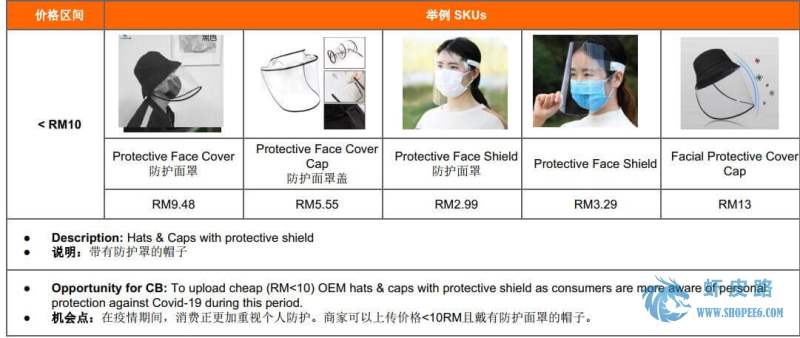 价格区间
举例 SKUs
黑色
< RM10
Protective Face Cover
防护面罩
Protective Face Cover
Cap
防护面罩盖
Protective Face Shield
防护面罩
Protective Face Shield
Facial Protective Cover
Cap
RM9.48
RM5.55
RM2.99
RM3.29
RM13
● Description: Hats & Caps with protective shield
● 说明：带有防护罩的帽子
● Opportunity for CB: To upload cheap (RM<10) OEM hats & caps with protective shield as consumers are more aware of personal
protection against Covid-19 during this period.
● 机会点：在疫情期间，消费正更加重视个人防护。商家可以上传价格<10RM且戴有防护面罩的帽子。
虾皮路
WWW.SHOPEE6.COM